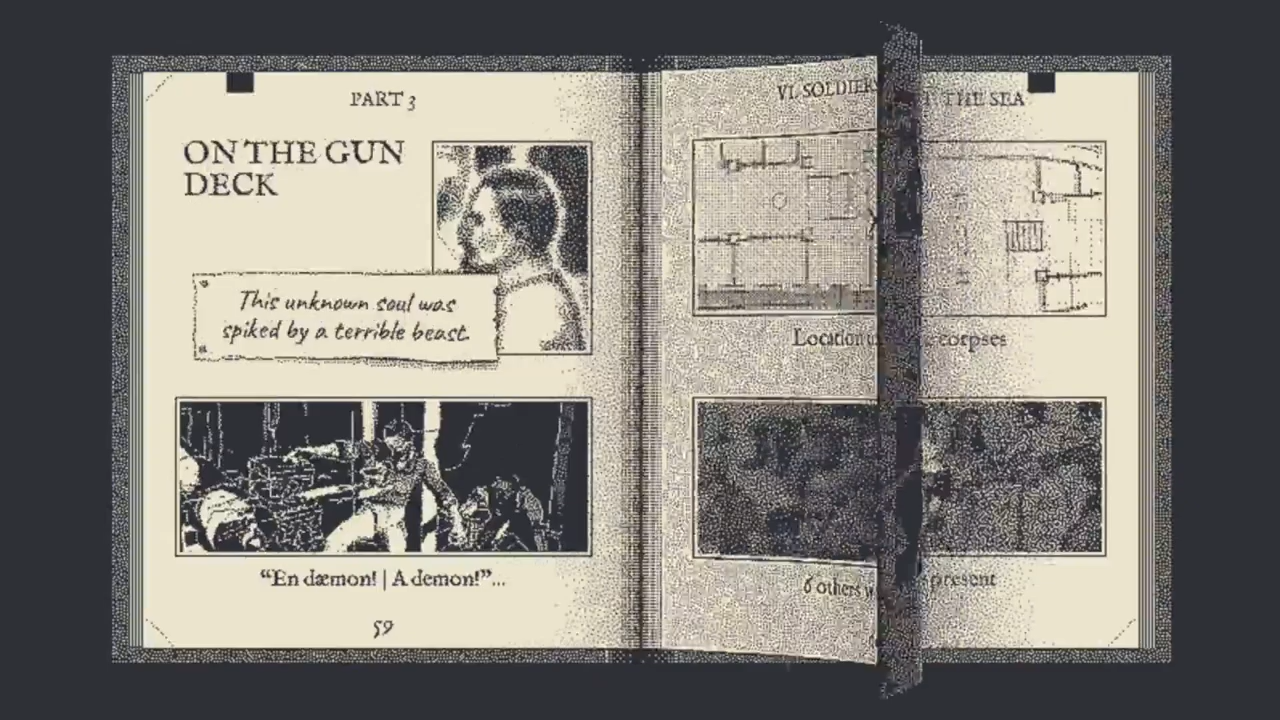 PART 3
ON THE GUN
DECK
This unknown soul was
spiked by a terrible beast.
“En dæmon! | A demon!”...
59
VI. SOLDIERS THE SEA
Location corpses
6 others present